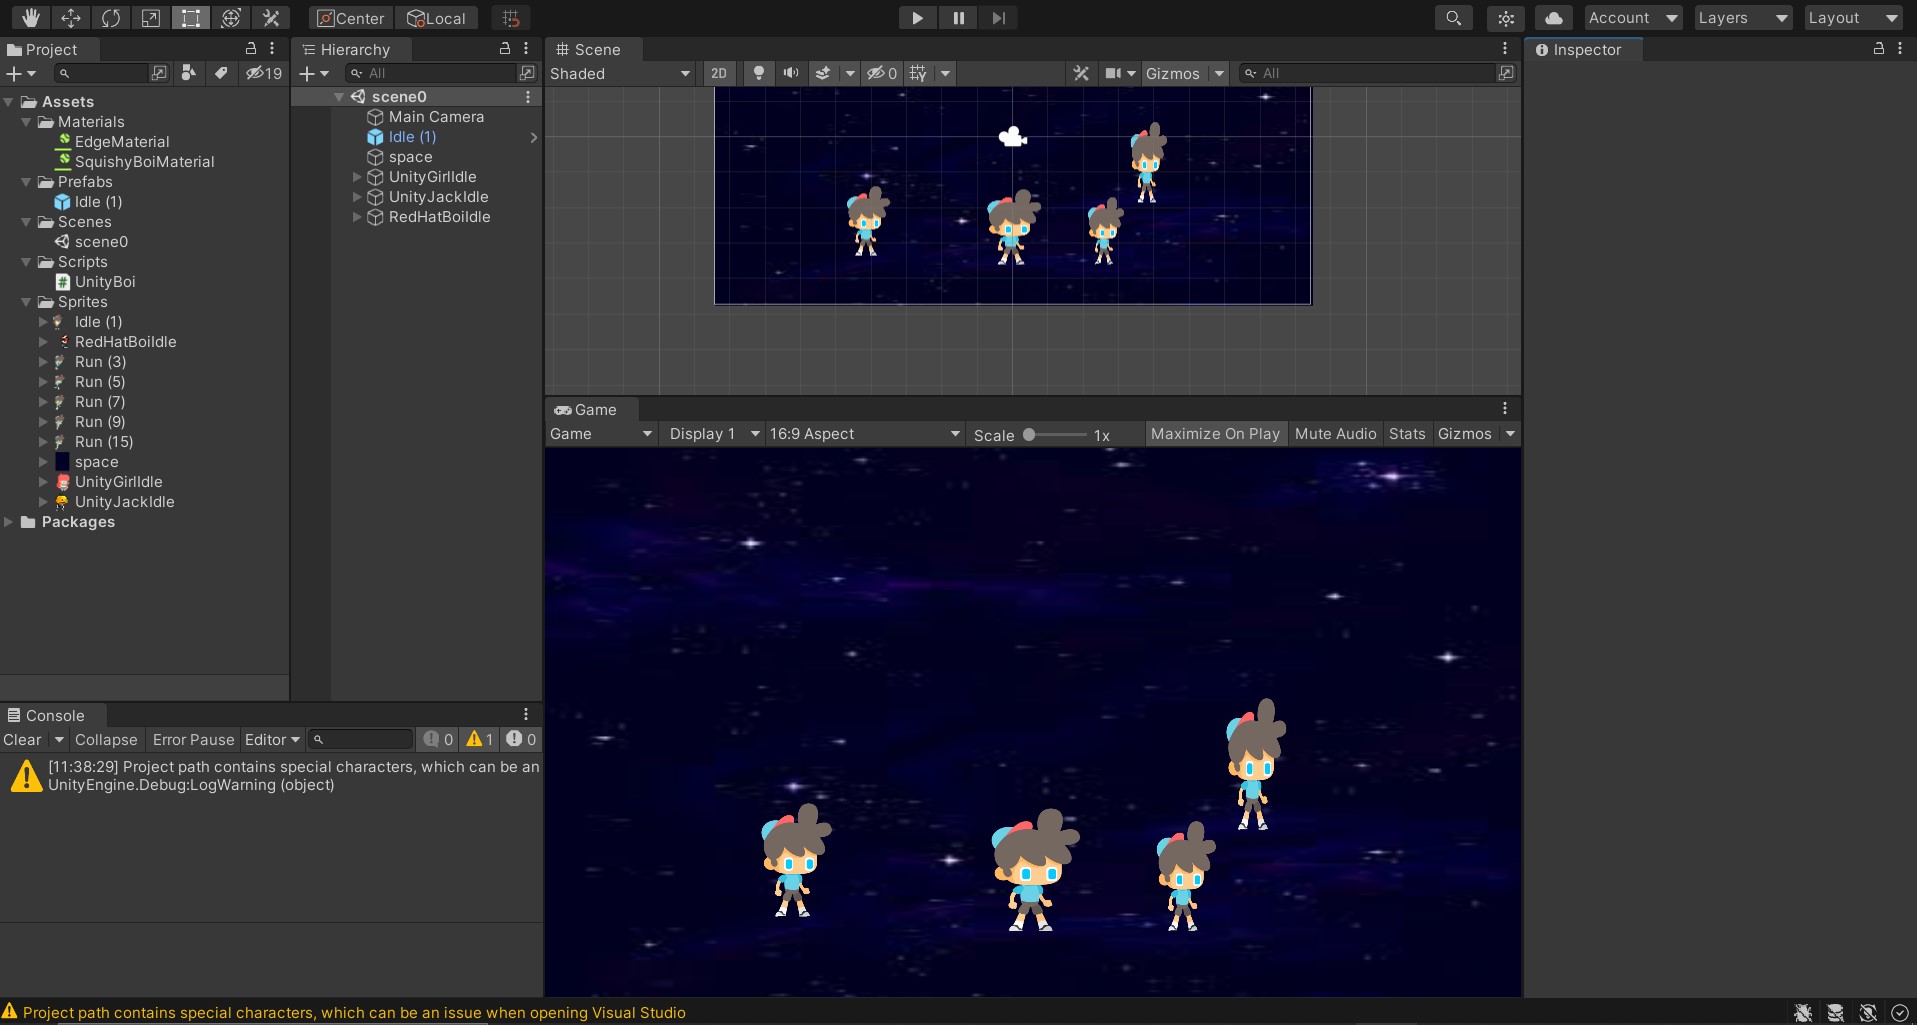 Center
Local
Account
Layers
Layout
Project
19
Assets
Materials
EdgeMaterial
SquishyBoiMaterial
Prefabs
Idle (1)
Scenes
scene0
Scripts
UnityBoi
Sprites
Idle (1)
RedHatBoiIdle
Run (3)
Run (5)
Run (7)
Run (9)
Run (15)
space
UnityGirlIdle
UnityJackIdle
Packages
Hierarchy
All
scene0
Main Camera
Idle (1)
space
UnityGirlIdle
UnityJackIdle
RedHatBoiIdle
Scene
Shaded
2D
0
Gizmos
All
Game
Game
Display 1
16:9 Aspect
Scale
1x
Maximize On Play
Mute Audio
Stats
Gizmos
Inspector
Console
Clear
Collapse
Error Pause
Editor
0
1
0
[11:38:29] Project path contains special characters, which can be an
UnityEngine.Debug:LogWarning (object)
Project path contains special characters, which can be an issue when opening Visual Studio